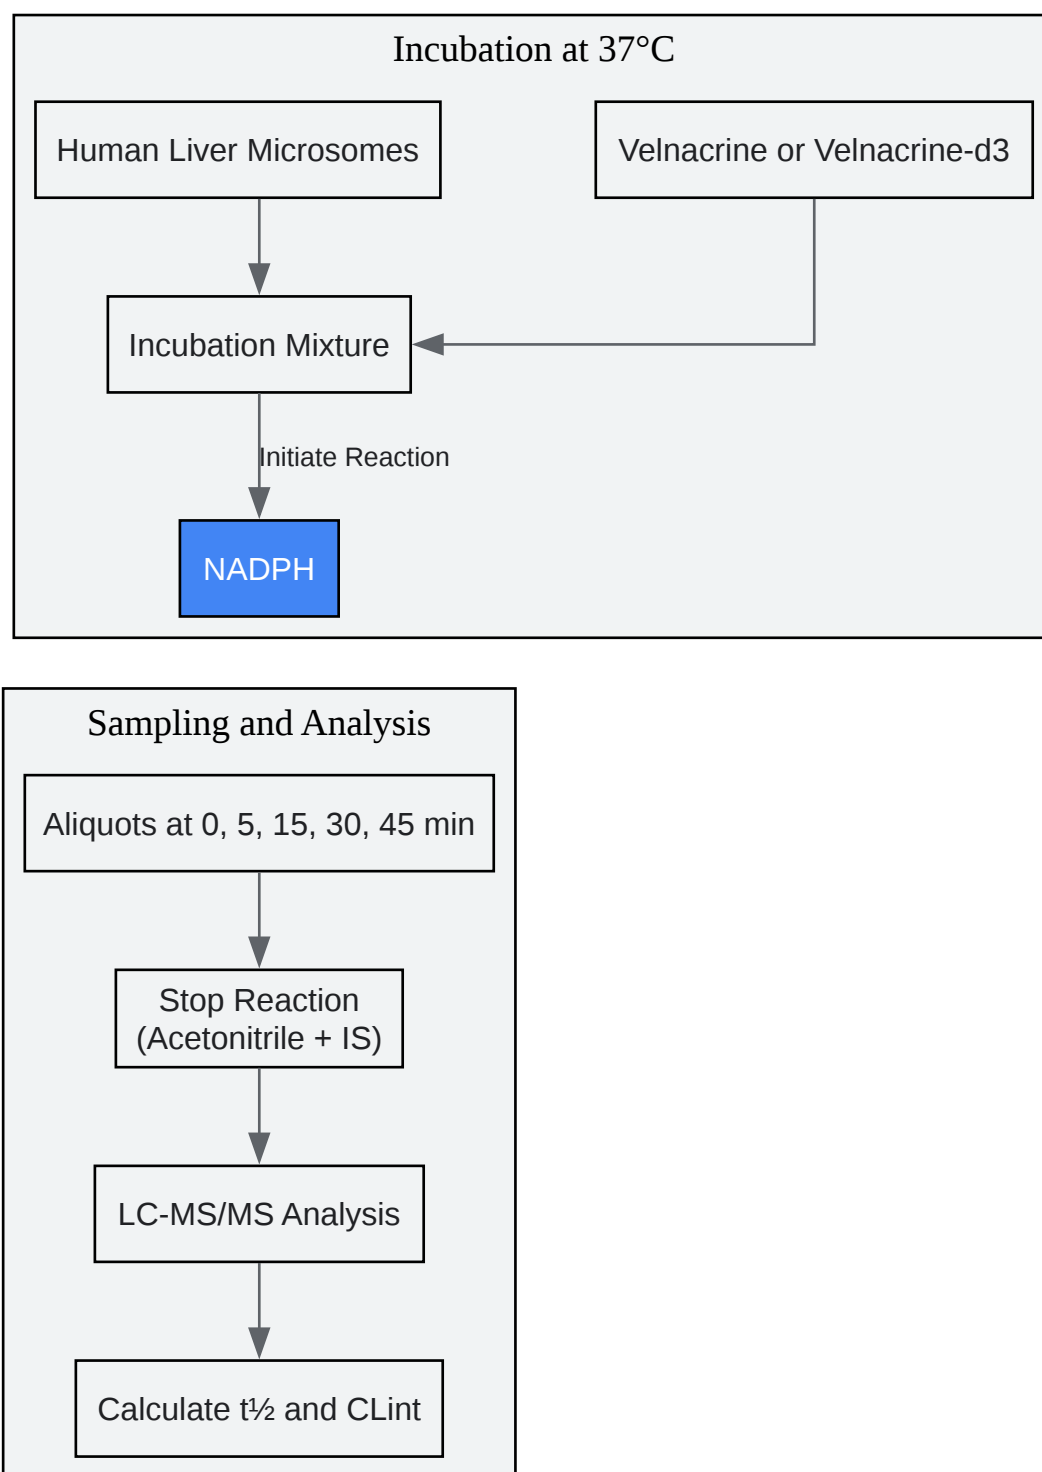 Incubation at 37°C
Human Liver Microsomes
Velnacrine or Velnacrine-d3
Incubation Mixture
Initiate Reaction
NADPH
Sampling and Analysis
Aliquots at 0, 5, 15, 30, 45 min
Stop Reaction
(Acetonitrile + IS)
LC-MS/MS Analysis
Calculate t½ and CLint